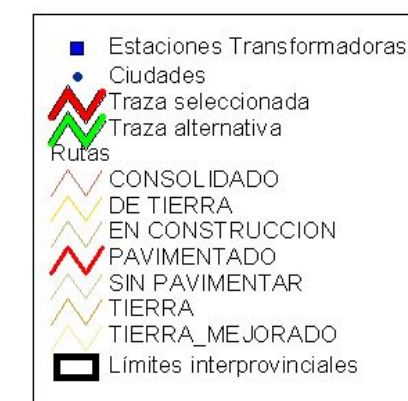 Estaciones Transformadoras
Ciudades
Traza seleccionada
Traza alternativa
Rutas
CONSOLIDADO
DE TIERRA
EN CONSTRUCCION
PAVIMENTADO
SIN PAVIMENTAR
TIERRA
TIERRA_MEJORADO
Límites interprovinciales